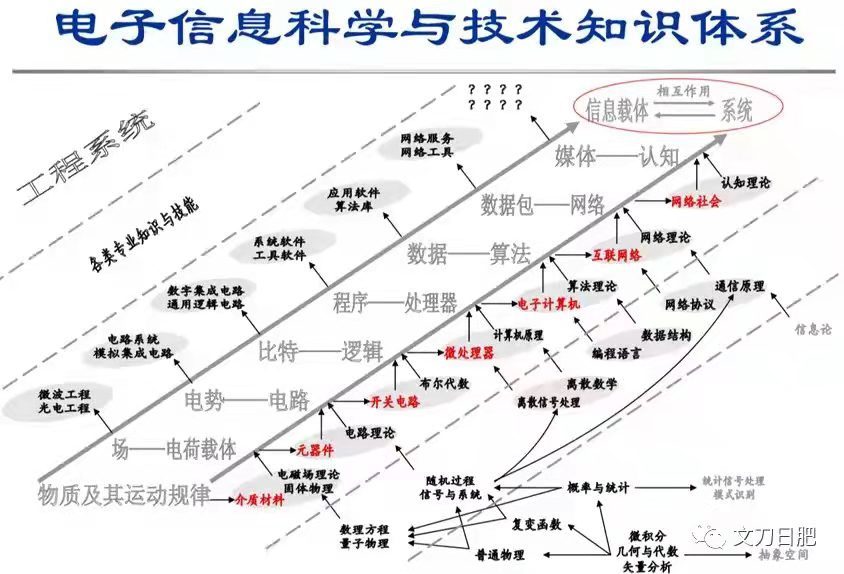 电子信息科学与技术知识体系
？？？？
？？？？
相互作用
信息载体
系统
工程系统
网络服务
网络工具
媒体——认知
认知理论
应用软件
算法库
数据包——网络
网络社会
各类专业知识与技能
系统软件
工具软件
数据——算法
互联网络
网络理论
数字集成电路
通用逻辑电路
程序——处理器
电子计算机
算法理论
网络协议
通信原理
信息论
电路系统
模拟集成电路
比特——逻辑
微处理器
计算机原理
编程语言
数据结构
微波工程
光电工程
电势——电路
开关电路
布尔代数
离散信号处理
离散数学
场——电荷载体
元器件
电路理论
物质及其运动规律
介质材料
电磁场理论
固体物理
随机过程
信号与系统
概率与统计
统计信号处理
模式识别
数理方程
量子物理
复变函数
普通物理
微积分
几何与代数
矢量分析
抽象空间
文刀日肥